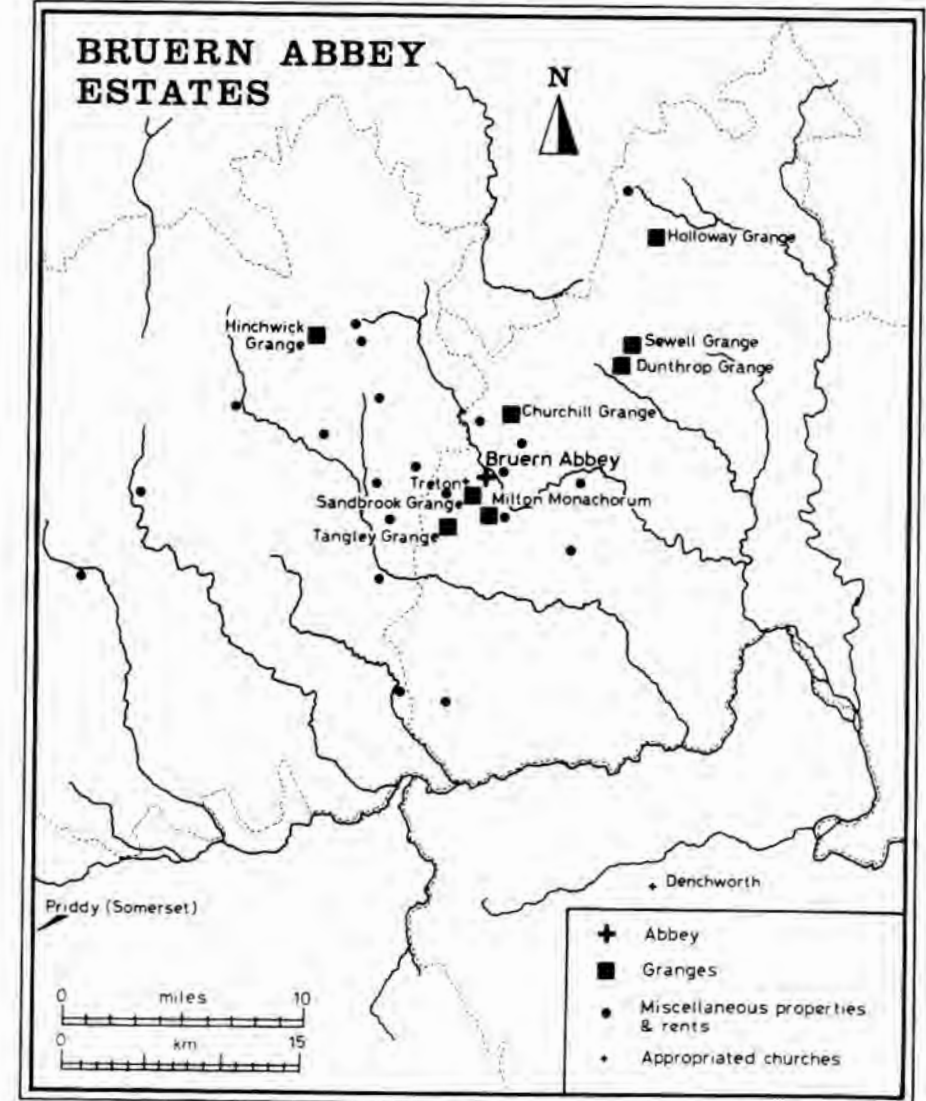 BRUERN ABBEY
ESTATES
N
Holloway Grange
Hinchwick
Grange
Sewell Grange
Dunthrop Grange
Churchill Grange
Bruern Abbey
Treton
Sandbrook Grange
Milton Monachorum
Tangley Grange
Denchworth
Priddy (Somerset)
0 miles 10
0 km 15
Abbey
Granges
Miscellaneous properties
& rents
Appropriated churches